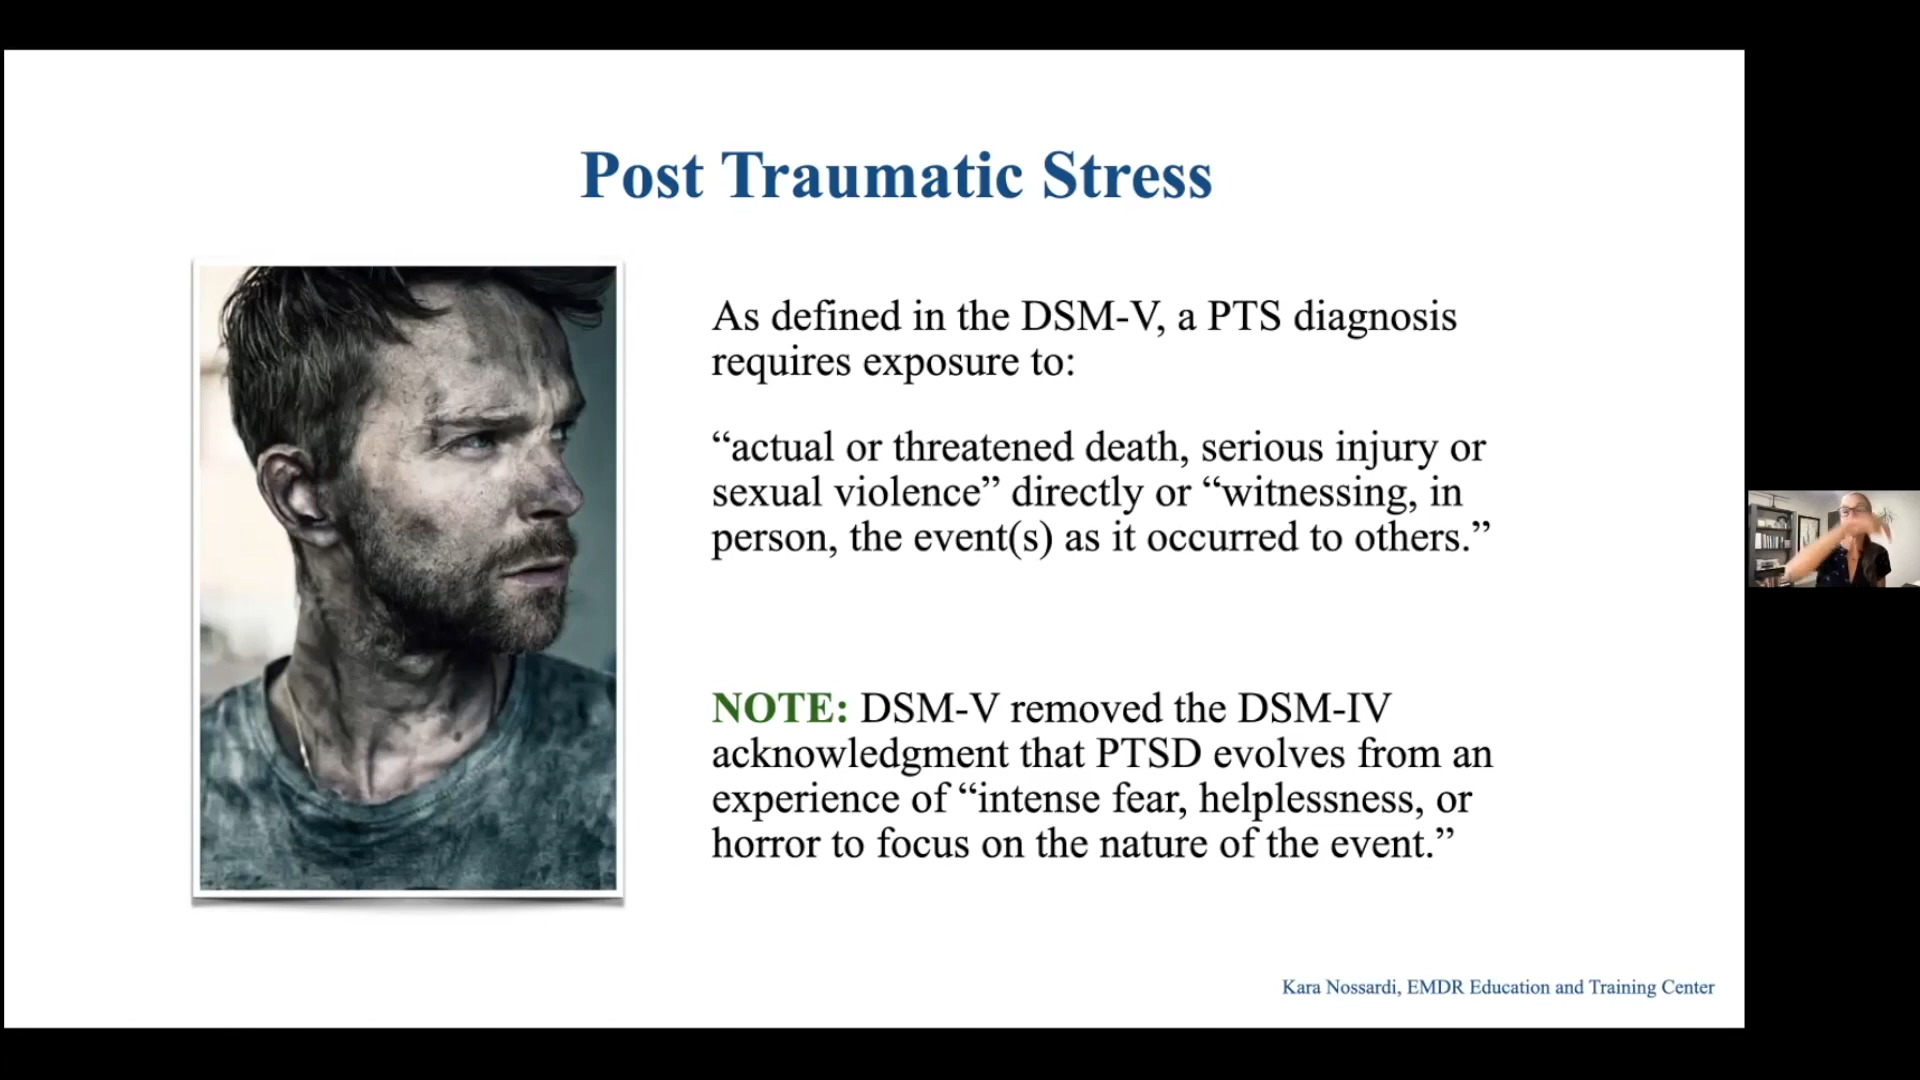 Post Traumatic Stress
As defined in the DSM-V, a PTS diagnosis
requires exposure to:
“actual or threatened death, serious injury or
sexual violence” directly or “witnessing, in
person, the event(s) as it occurred to others.”
NOTE: DSM-V removed the DSM-IV
acknowledgment that PTSD evolves from an
experience of “intense fear, helplessness, or
horror to focus on the nature of the event.”
Kara Nossardi, EMDR Education and Training Center